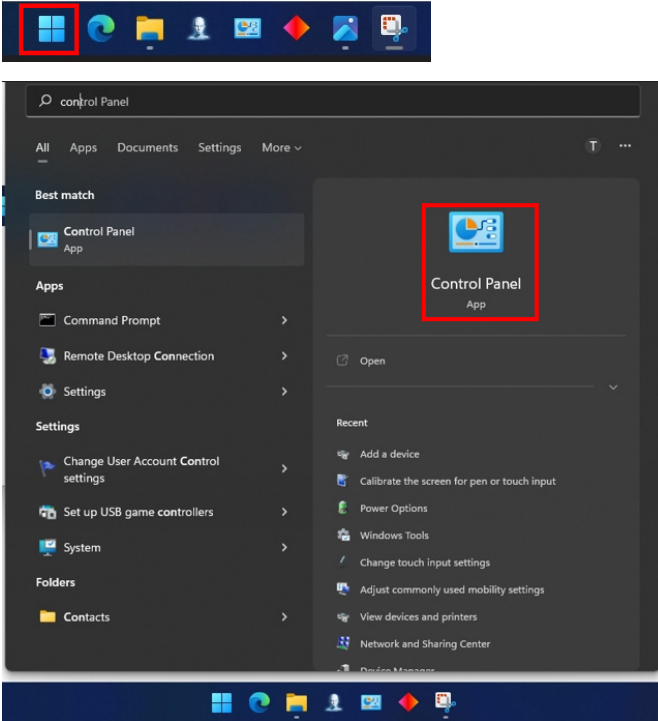 control Panel
All Apps Documents Settings More
T ...
Best match
Control Panel
App
Apps
Command Prompt
Remote Desktop Connection
Settings
Settings
Change User Account Control
settings
Set up USB game controllers
System
Folders
Contacts
Control Panel
App
Open
Recent
Add a device
Calibrate the screen for pen or touch input
Power Options
Windows Tools
Change touch input settings
Adjust commonly used mobility settings
View devices and printers
Network and Sharing Center
Device Manager